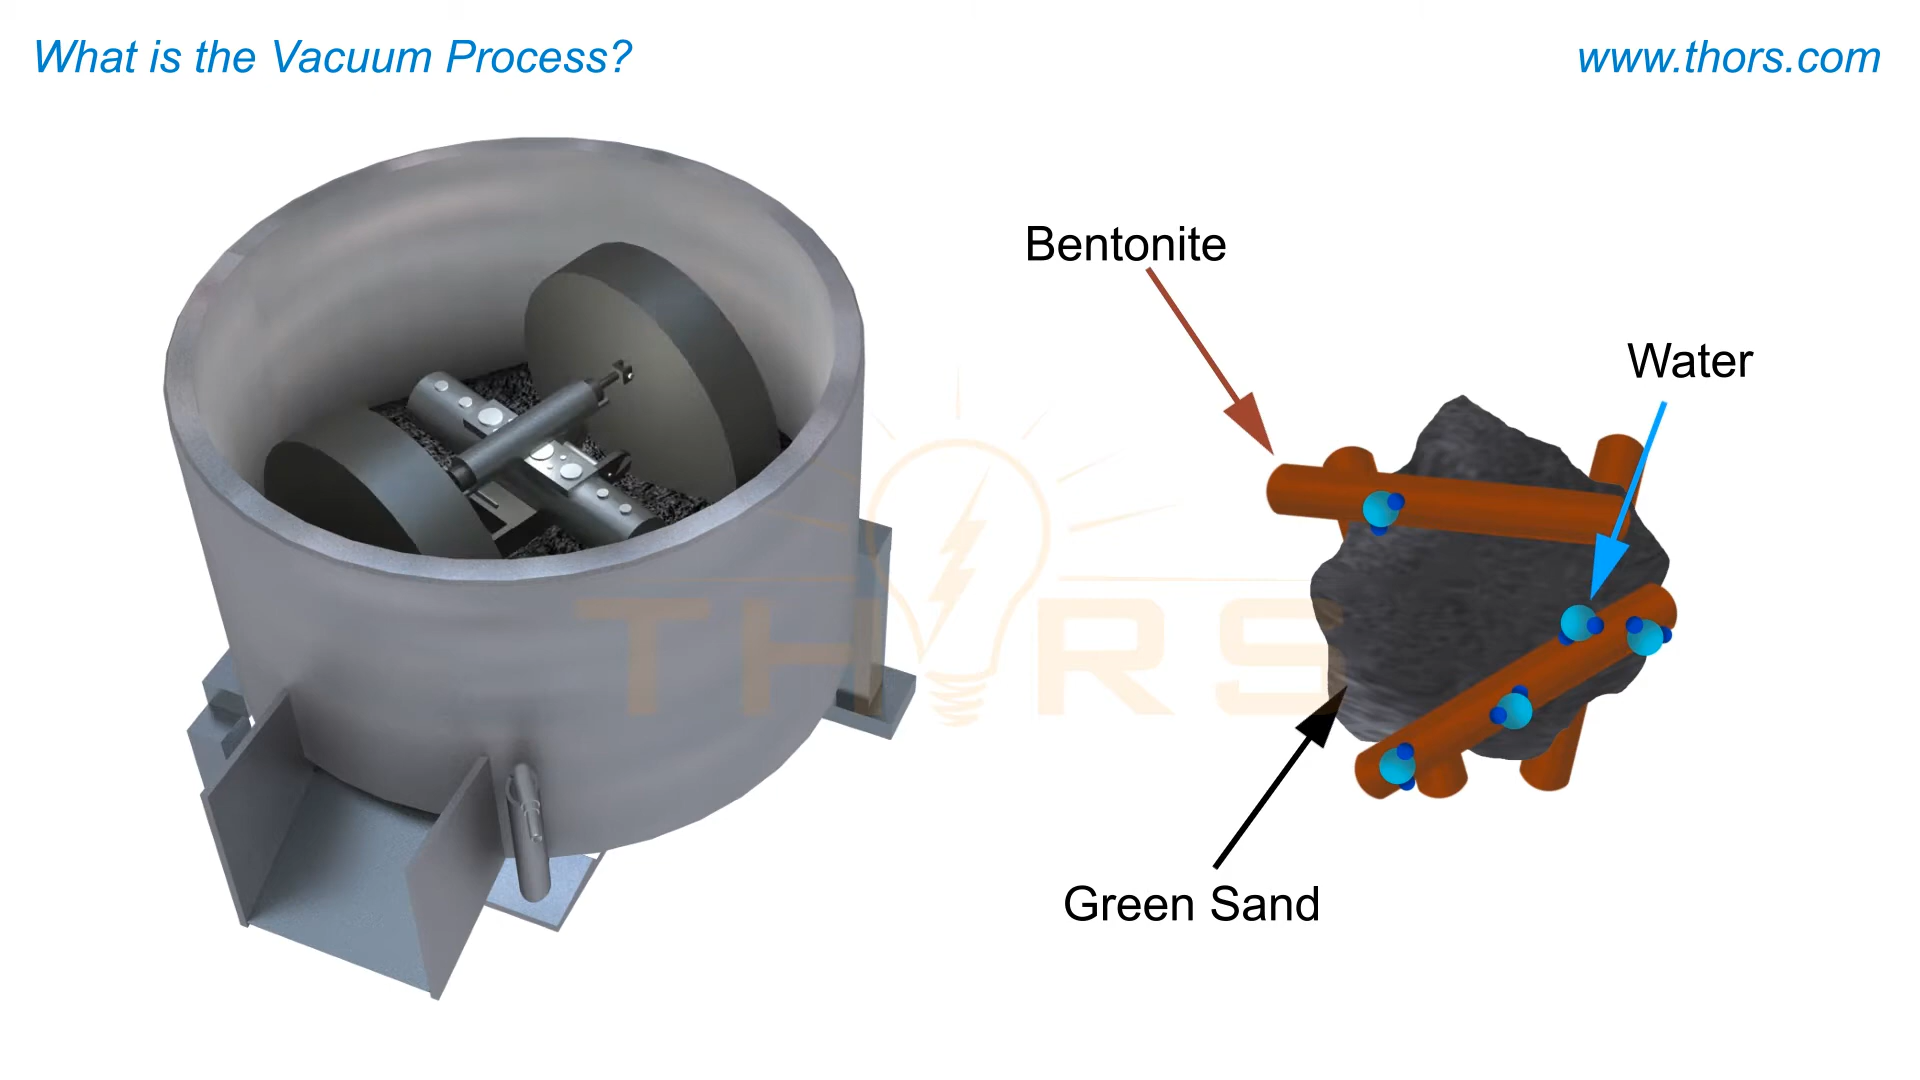 What is the Vacuum Process?
www.thors.com
Bentonite
Water
THORS
Green Sand